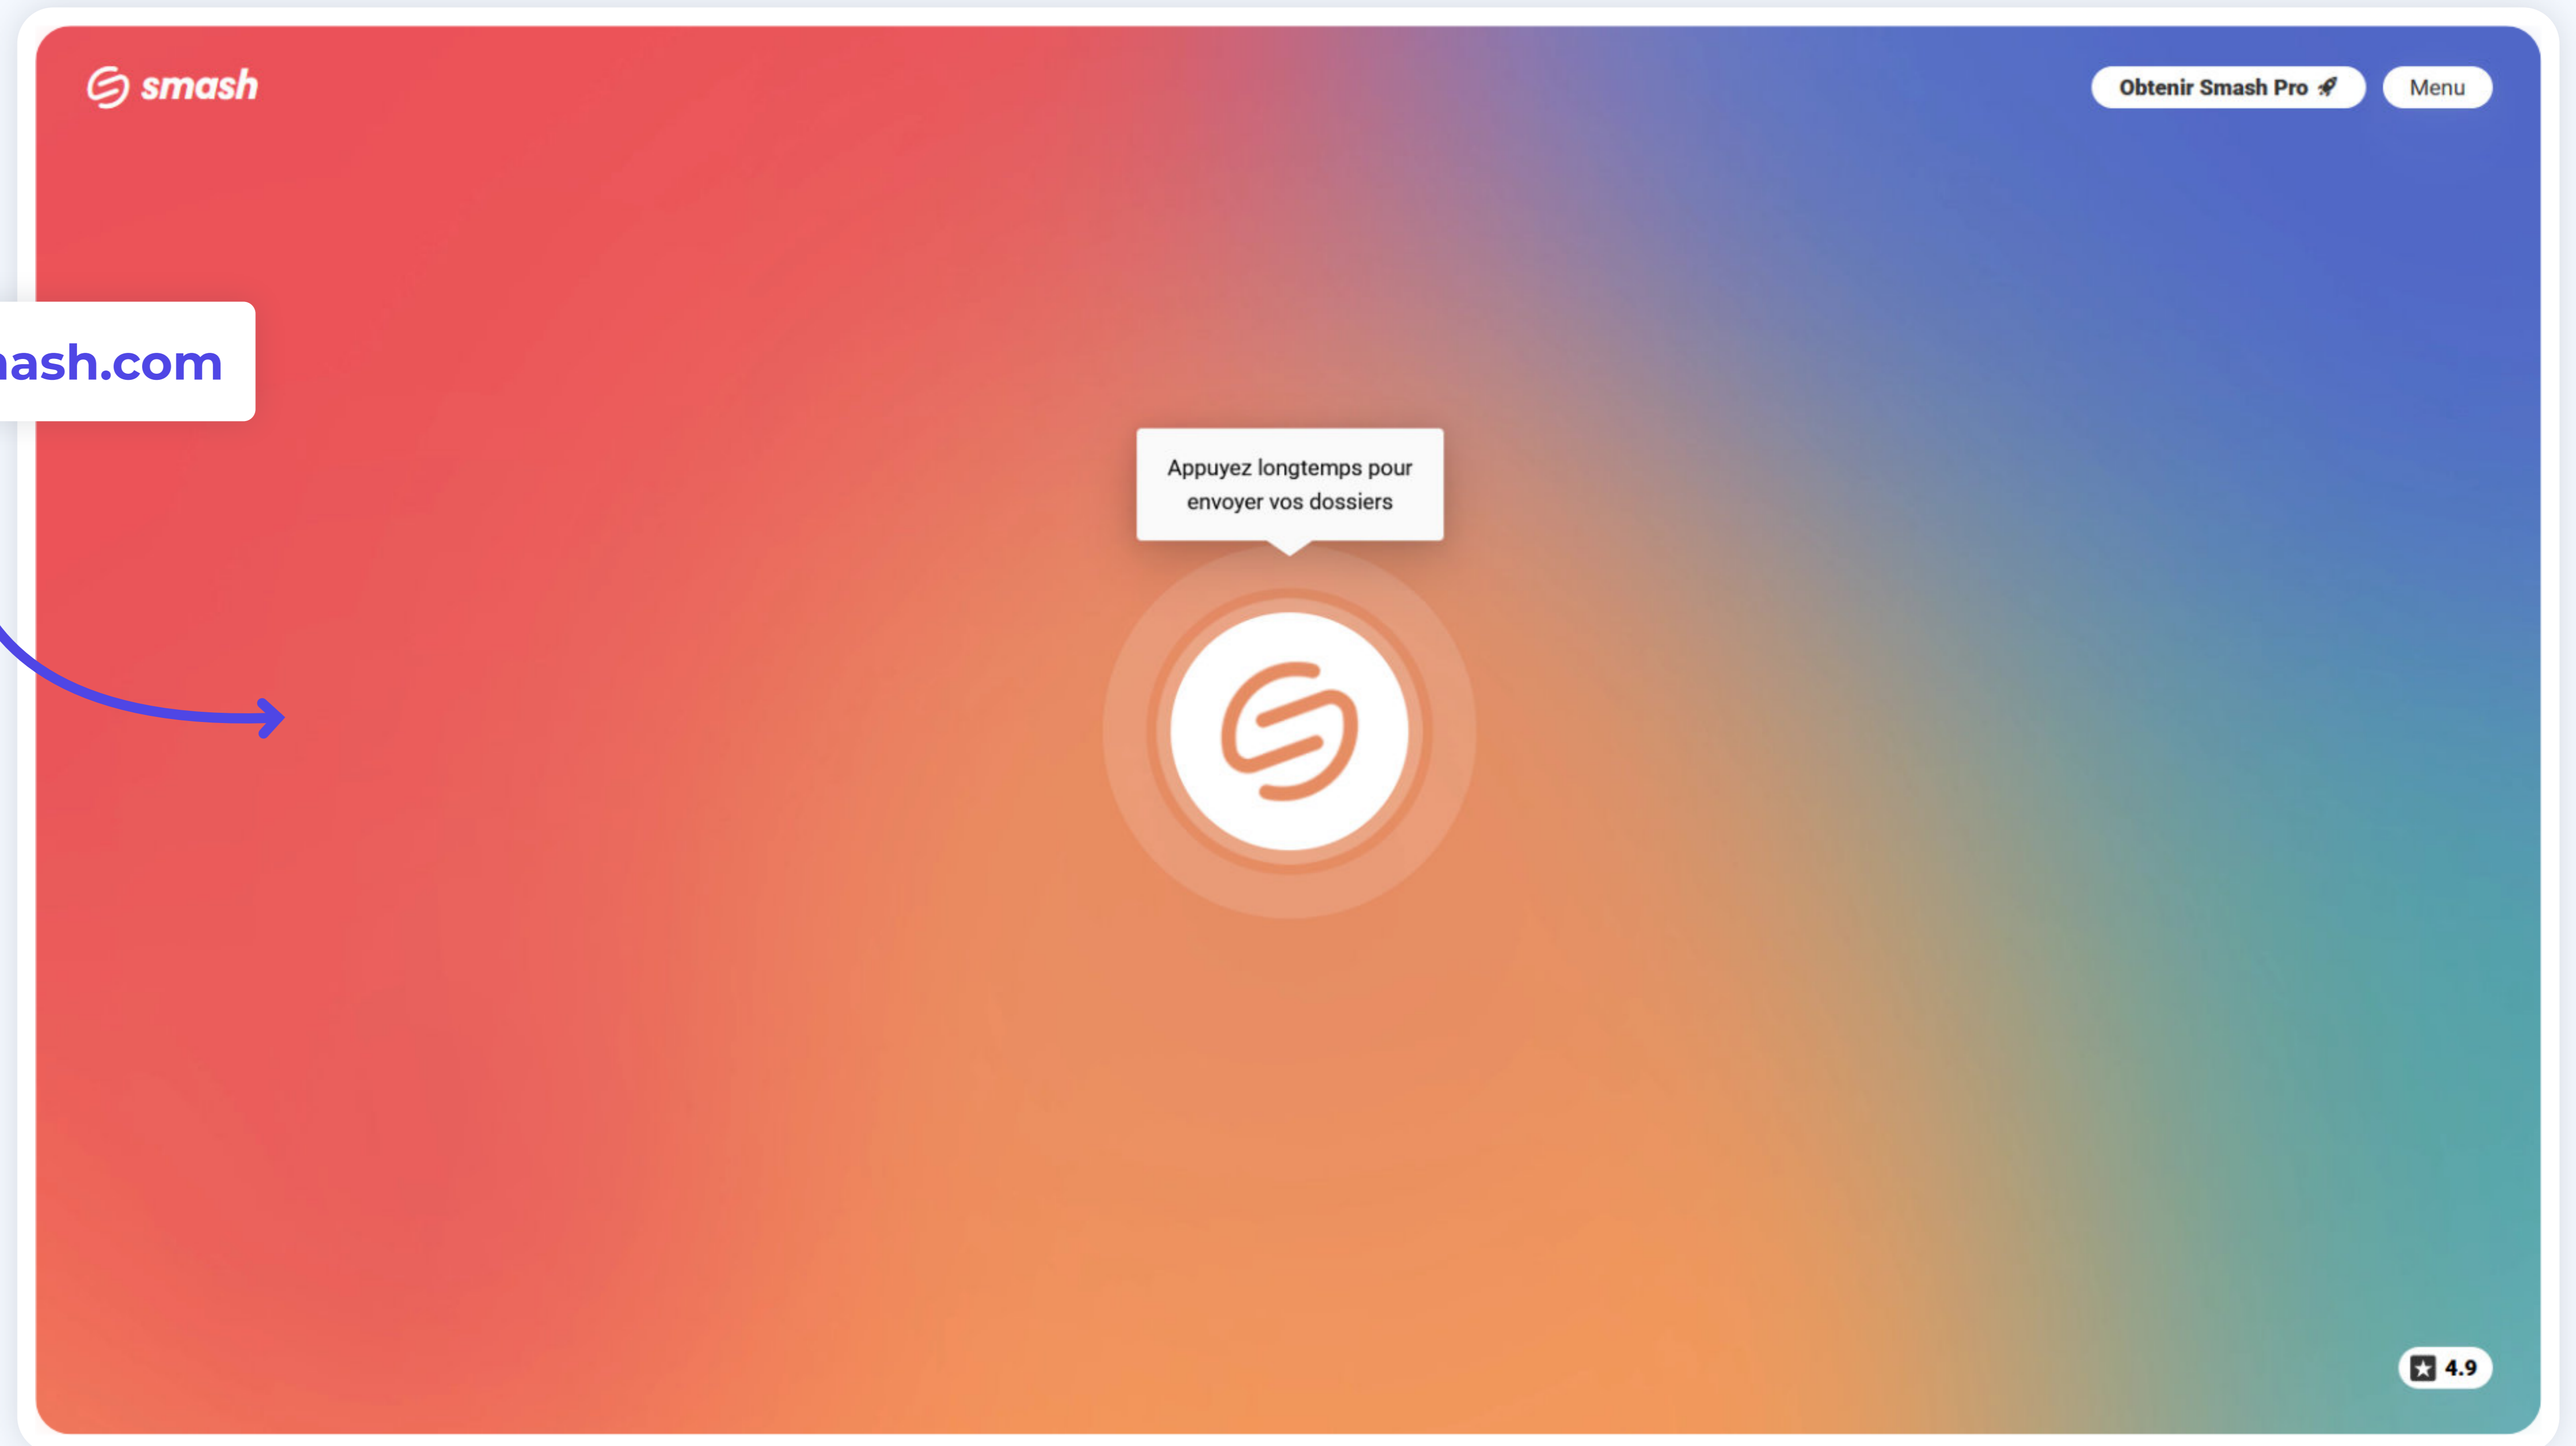 smash
Obtenir Smash Pro
Menu
ash.com
Appuyez longtemps pour
envoyer vos dossiers
4.9